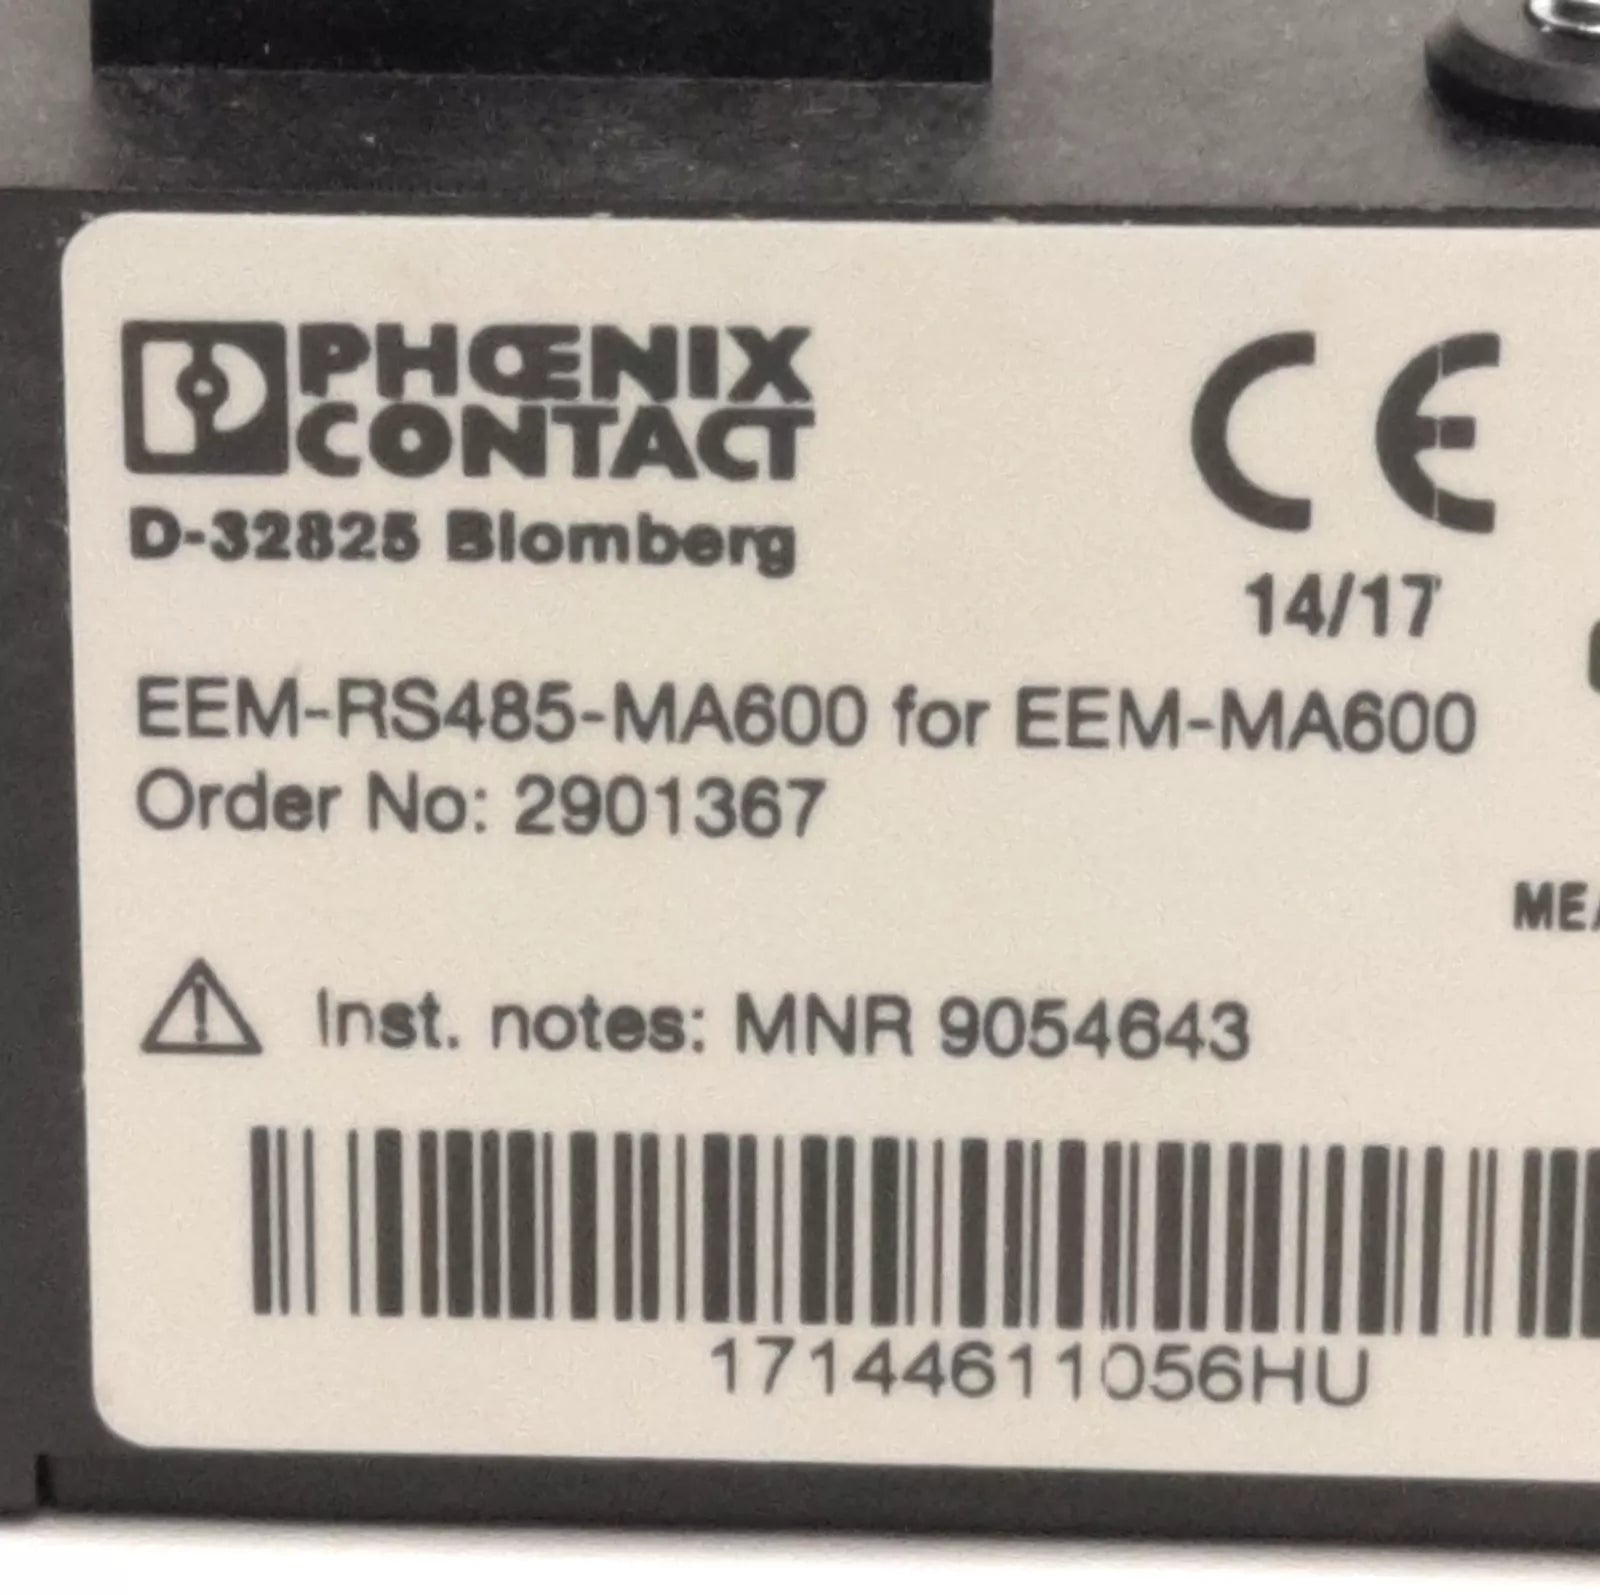 PHŒNIX
CONTACT
D-32825 Blomberg
CE
14/17
EEM-RS485-MA600 for EEM-MA600
Order No: 2901367
MEA
Inst. notes: MNR 9054643
17144611056HU